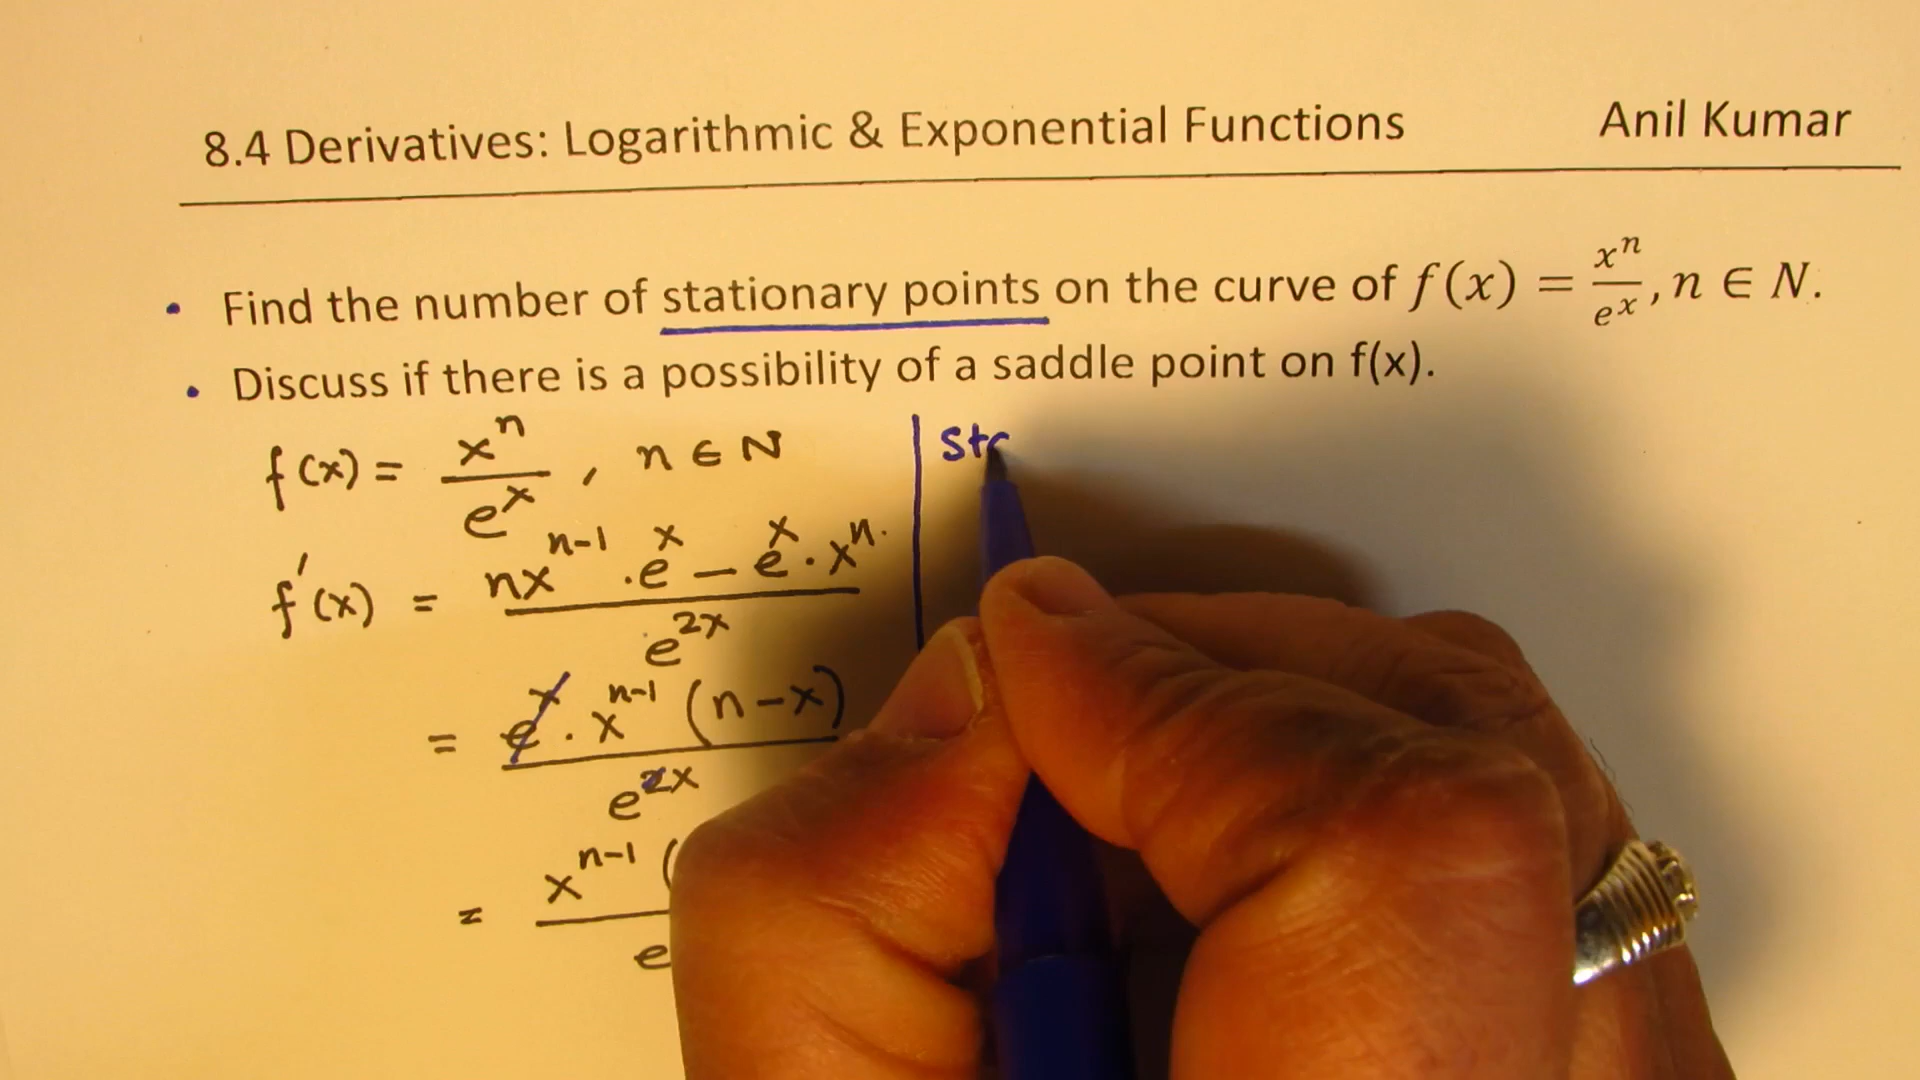 8.4 Derivatives: Logarithmic & Exponential Functions Anil Kumar
• Find the number of stationary points on the curve of f(x) = x^n/e^x, n ∈ N.
• Discuss if there is a possibility of a saddle point on f(x).
f(x) = x^n/e^x, n ∈ N
f'(x) = (nx^(n-1) · e^x − e^x · x^n)/e^(2x)
= (e^x · x^(n-1) (n−x))/e^(2x)
= x^(n-1) (
e
Sta